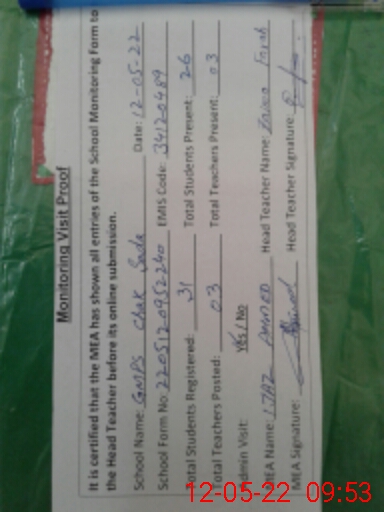 Monitoring Visit Proof
It is certified that the MEA has shown all entries of the School Monitoring Form to
the Head Teacher before its online submission.
School Name: GMPS Chak Sada Date: 12-05-22
School Form No: 2205120952240 EMIS Code: 34120489
Total Students Registered: 31 Total Students Present: 26
Total Teachers Posted: 03 Total Teachers Present: 03
Admin Visit: Yes / No
MEA Name: IJAZ AHMED Head Teacher Name: Farah
MEA Signature: Head Teacher Signature:
12-05-22 09:53